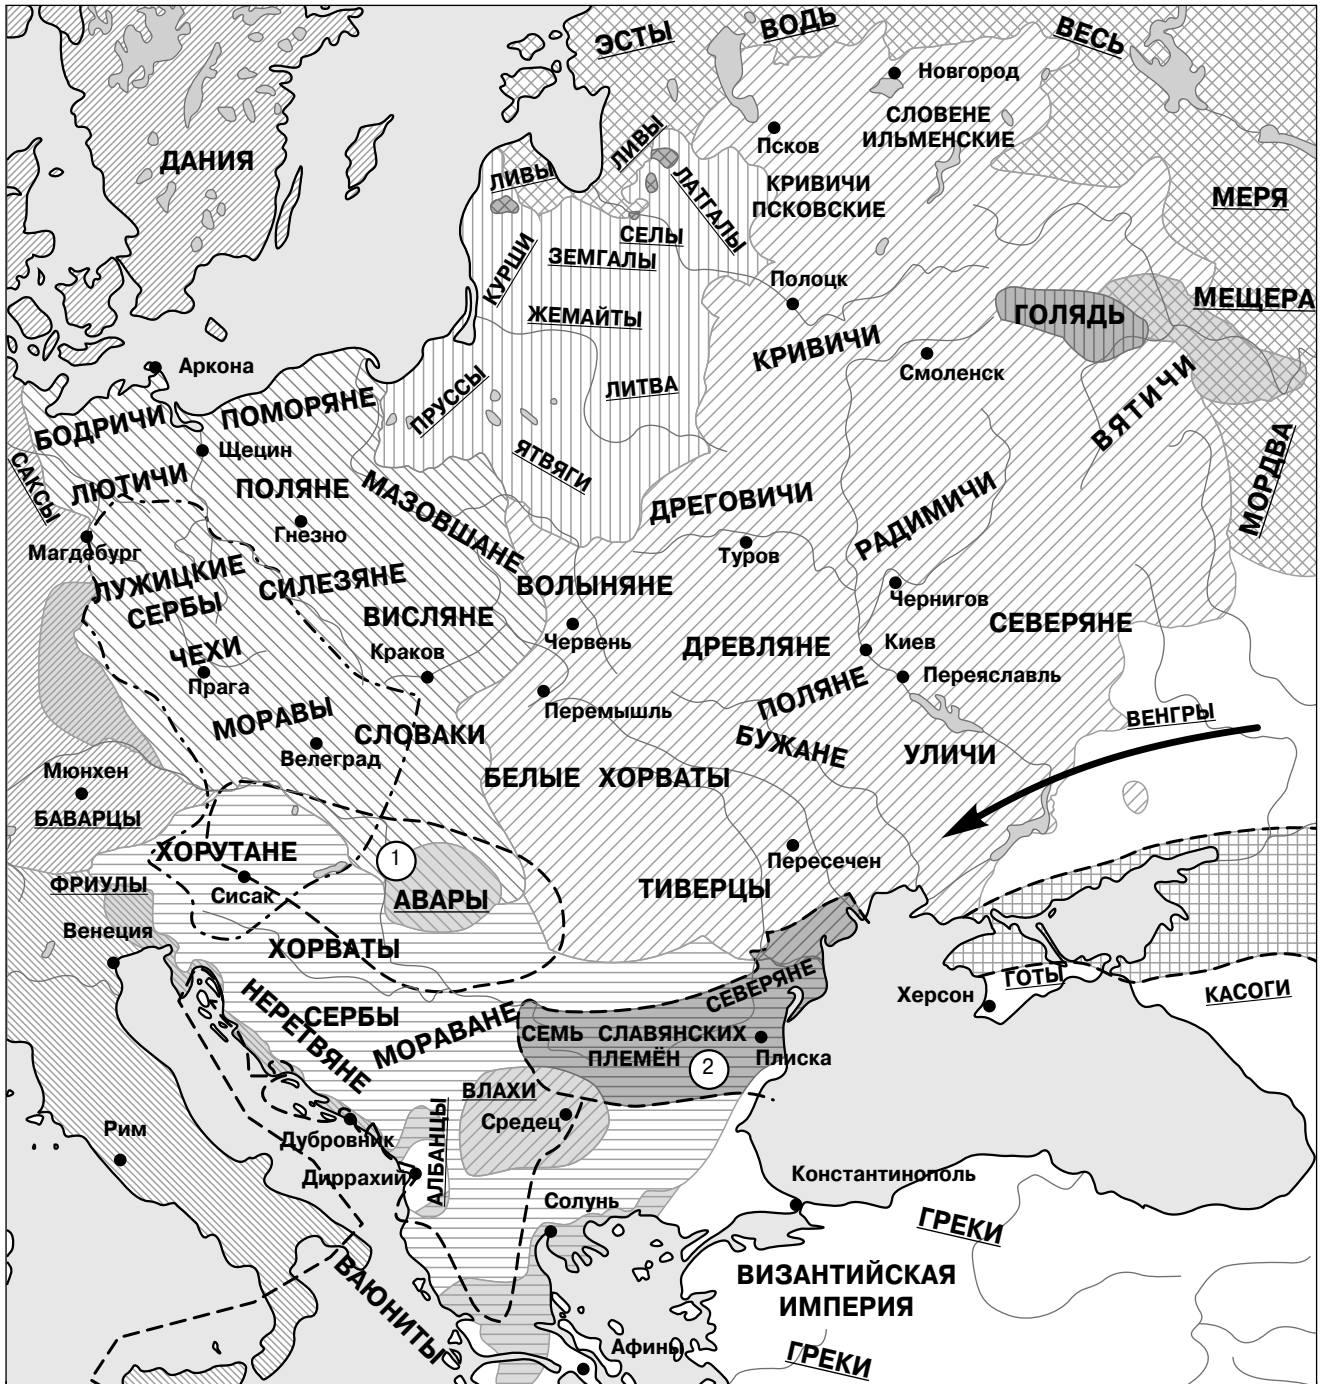 ЭСТЫ
ВОДЬ
ВЕСЬ
Новгород
СЛОВЕНЕ
ИЛЬМЕНСКИЕ
Псков
ДАНИЯ
ЛИВЫ
ЛИВЫ
ЛАТГАЛЫ
КРИВИЧИ
ПСКОВСКИЕ
МЕРЯ
СЕЛЫ
ЗЕМГАЛЫ
КУРШИ
Полоцк
МЕЩЕРА
ГОЛЯДЬ
ЖЕМАЙТЫ
КРИВИЧИ
Смоленск
Аркона
ПРУССЫ
ЛИТВА
ВЯТИЧИ
БОДРИЧИ
ПОМОРЯНЕ
Щецин
САКСЫ
ЛЮТИЧИ
ПОЛЯНЕ
МАЗОВШАНЕ
ЯТВЯГИ
ДРЕГОВИЧИ
РАДИМИЧИ
МОРДВА
Гнезно
Магдебург
Туров
ЛУЖИЦКИЕ
СЕРБЫ
СИЛЕЗЯНЕ
ВОЛЫНЯНЕ
Чернигов
ВИСЛЯНЕ
СЕВЕРЯНЕ
Червень
ДРЕВЛЯНЕ
Киев
ЧЕХИ
Прага
Краков
Переяславль
ПОЛЯНЕ
Перемышль
МОРАВЫ
СЛОВАКИ
Велеград
БУЖАНЕ
УЛИЧИ
ВЕНГРЫ
Мюнхен
БАВАРЦЫ
БЕЛЫЕ ХОРВАТЫ
ХОРУТАНЕ
1
Пересечен
ФРИУЛЫ
Сисак
АВАРЫ
ТИВЕРЦЫ
Венеция
ХОРВАТЫ
СЕВЕРЯНЕ
ГОТЫ
Херсон
КАСОГИ
НЕРЕТВЯНЕ
СЕРБЫ
МОРАВАНЕ
СЕМЬ СЛАВЯНСКИХ
ПЛЕМЁН
2
Плиска
ВЛАХИ
Средец
Рим
Дубровник
АЛБАНЦЫ
Диррахий
Солунь
Константинополь
ГРЕКИ
ВАЮНИТЫ
ВИЗАНТИЙСКАЯ
ИМПЕРИЯ
Афины
ГРЕКИ